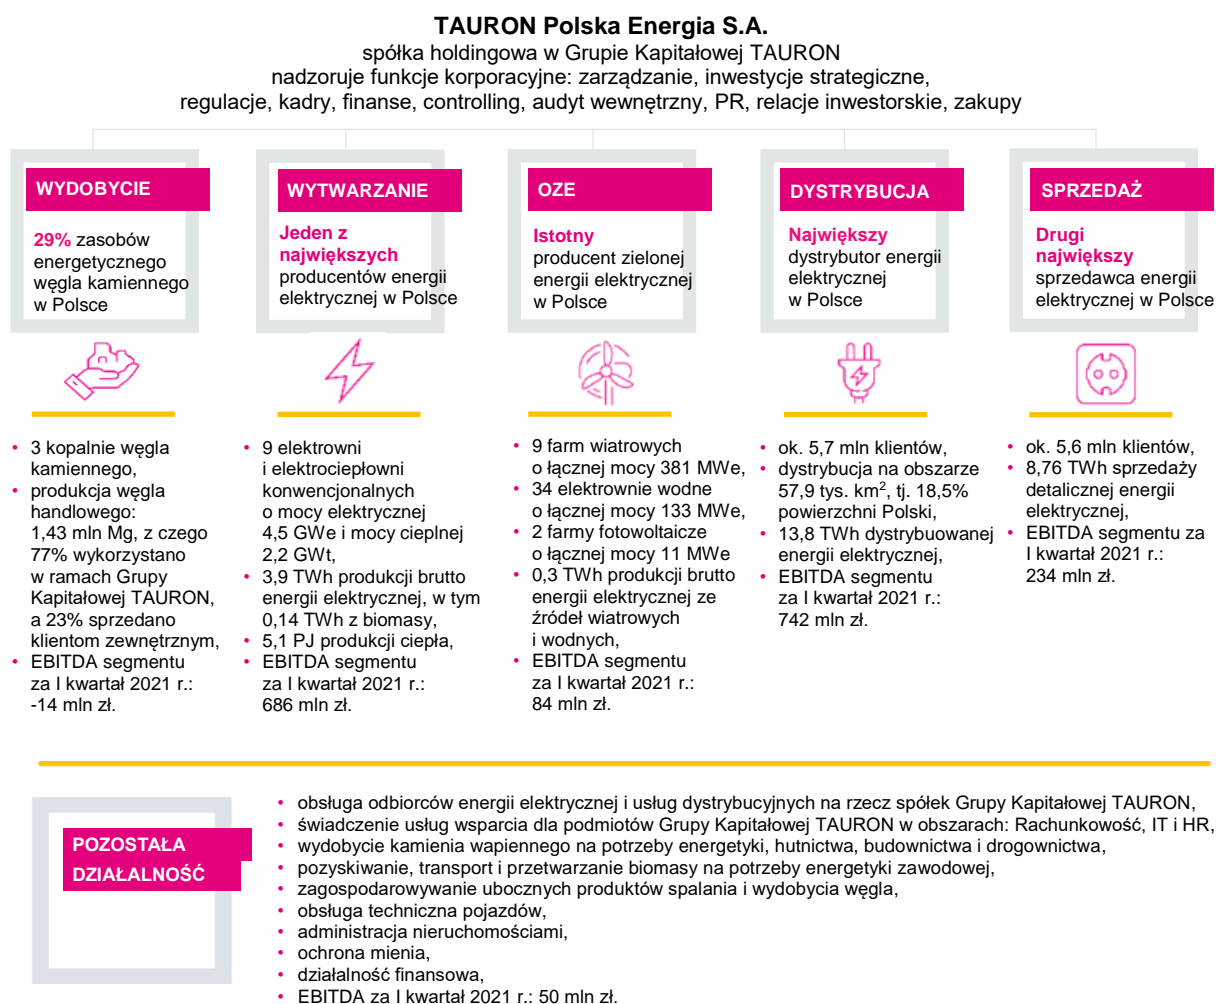 TAURON Polska Energia S.A.
spółka holdingowa w Grupie Kapitałowej TAURON
nadzoruje funkcje korporacyjne: zarządzanie, inwestycje strategiczne,
regulacje, kadry, finanse, controlling, audyt wewnętrzny, PR, relacje inwestorskie, zakupy
WYDOBYCIE
29% zasobów
energetycznego
węgla kamiennego
w Polsce
• 3 kopalnie węgla
kamiennego,
• produkcja węgla
handlowego:
1,43 mln Mg, z czego
77% wykorzystano
w ramach Grupy
Kapitałowej TAURON,
a 23% sprzedano
klientom zewnętrznym,
• EBITDA segmentu
za I kwartał 2021 r.:
-14 mln zł.
WYTWARZANIE
Jeden z
największych
producentów energii
elektrycznej w Polsce
• 9 elektrowni
i elektrociepłowni
konwencjonalnych
o mocy elektrycznej
4,5 GWe i mocy cieplnej
2,2 GWt,
• 3,9 TWh produkcji brutto
energii elektrycznej, w tym
0,14 TWh z biomasy,
• 5,1 PJ produkcji ciepła,
• EBITDA segmentu
za I kwartał 2021 r.:
686 mln zł.
OZE
Istotny
producent zielonej
energii elektrycznej
w Polsce
• 9 farm wiatrowych
o łącznej mocy 381 MWe,
• 34 elektrownie wodne
o łącznej mocy 133 MWe,
• 2 farmy fotowoltaicze
o łącznej mocy 11 MWe
• 0,3 TWh produkcji brutto
energii elektrycznej ze
źródeł wiatrowych
i wodnych,
• EBITDA segmentu
za I kwartał 2021 r.:
84 mln zł.
DYSTRYBUCJA
Największy
dystrybutor energii
elektrycznej
w Polsce
• ok. 5,7 mln klientów,
• dystrybucja na obszarze
57,9 tys. km², tj. 18,5%
powierzchni Polski,
• 13,8 TWh dystrybuowanej
energii elektrycznej,
• EBITDA segmentu
za I kwartał 2021 r.:
742 mln zł.
SPRZEDAŻ
Drugi
największy
sprzedawca energii
elektrycznej w Polsce
• ok. 5,6 mln klientów,
• 8,76 TWh sprzedaży
detalicznej energii
elektrycznej,
• EBITDA segmentu za
I kwartał 2021 r.:
234 mln zł.
POZOSTAŁA
DZIAŁALNOŚĆ
• obsługa odbiorców energii elektrycznej i usług dystrybucyjnych na rzecz spółek Grupy Kapitałowej TAURON,
• świadczenie usług wsparcia dla podmiotów Grupy Kapitałowej TAURON w obszarach: Rachunkowość, IT i HR,
• wydobycie kamienia wapiennego na potrzeby energetyki, hutnictwa, budownictwa i drogownictwa,
• pozyskiwanie, transport i przetwarzanie biomasy na potrzeby energetyki zawodowej,
• zagospodarowywanie ubocznych produktów spalania i wydobycia węgla,
• obsługa techniczna pojazdów,
• administracja nieruchomościami,
• ochrona mienia,
• działalność finansowa,
• EBITDA za I kwartał 2021 r.: 50 mln zł.